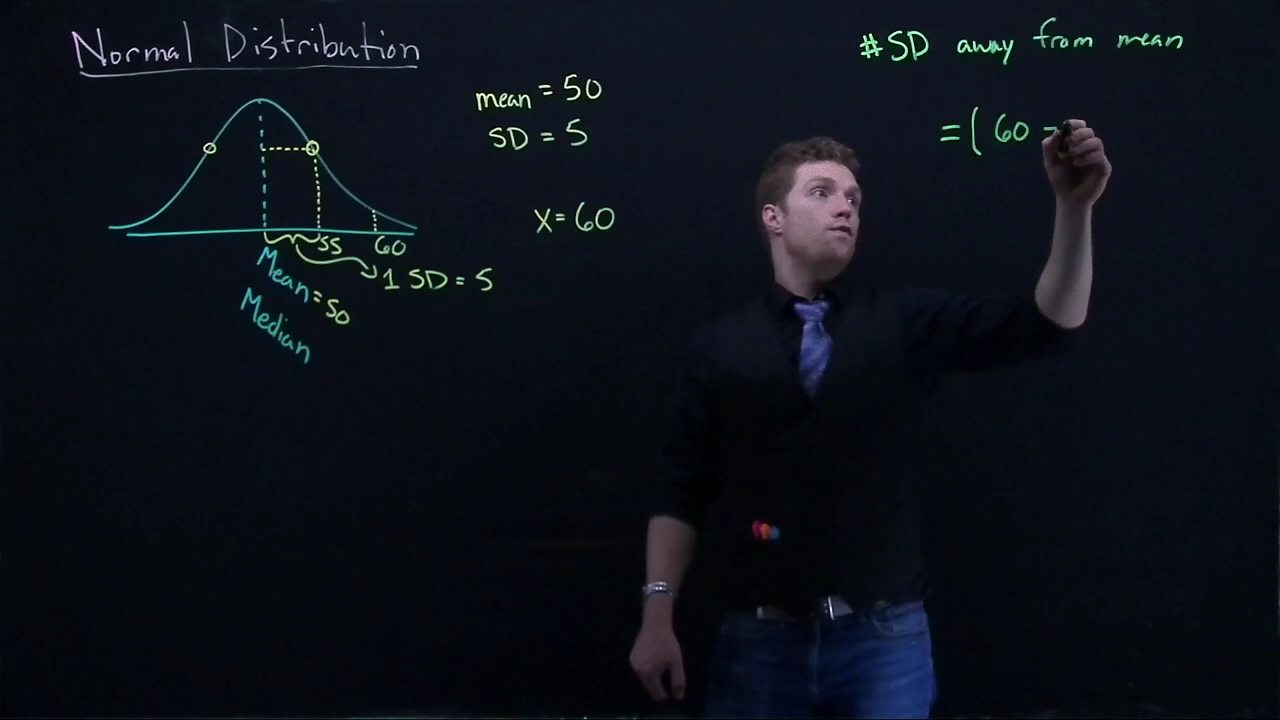 Normal Distribution
mean = 50
SD = 5
x = 60
55
60
1 SD = 5
Mean = 50
Median
#SD away from mean
= ( 60 -